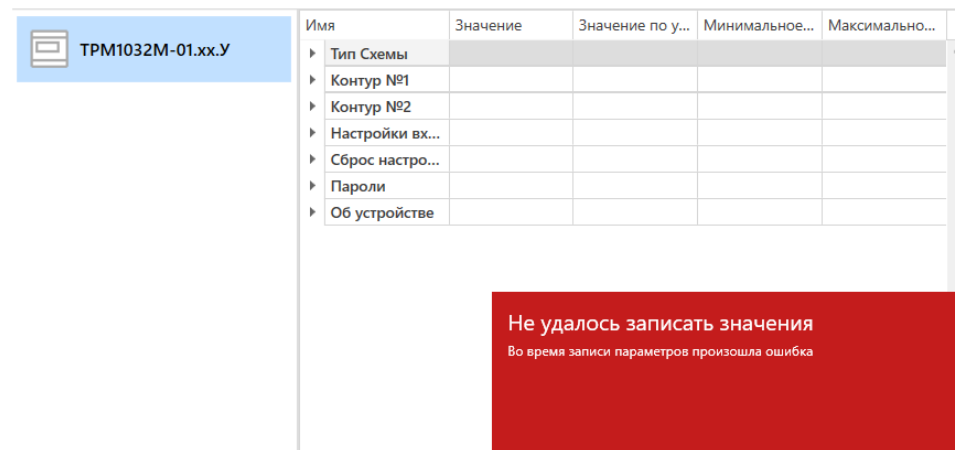 Имя Значение Значение по у... Минимальное... Максимально...
ТРМ1032М-01.хх.У
Тип Схемы
Контур №1
Контур №2
Настройки вх...
Сброс настро...
Пароли
Об устройстве
Не удалось записать значения
Во время записи параметров произошла ошибка